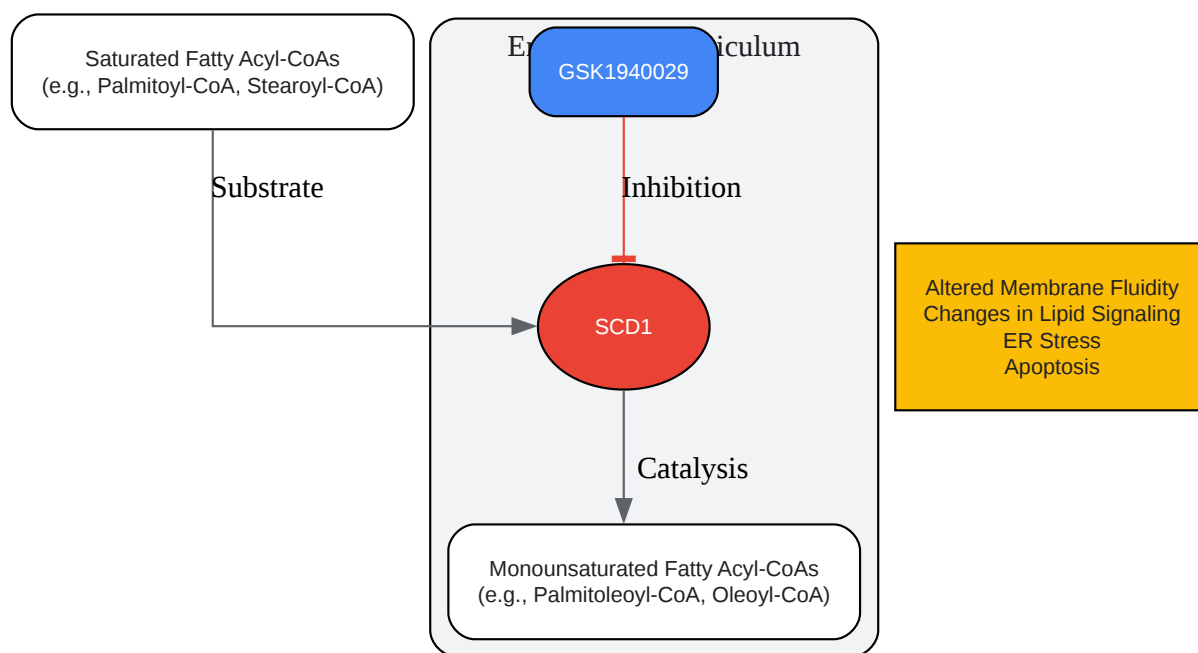 Saturated Fatty Acyl-CoAs
(e.g., Palmitoyl-CoA, Stearoyl-CoA)
GSK1940029
Substrate
Inhibition
SCD1
Altered Membrane Fluidity
Changes in Lipid Signaling
ER Stress
Apoptosis
Catalysis
Monounsaturated Fatty Acyl-CoAs
(e.g., Palmitoleoyl-CoA, Oleoyl-CoA)